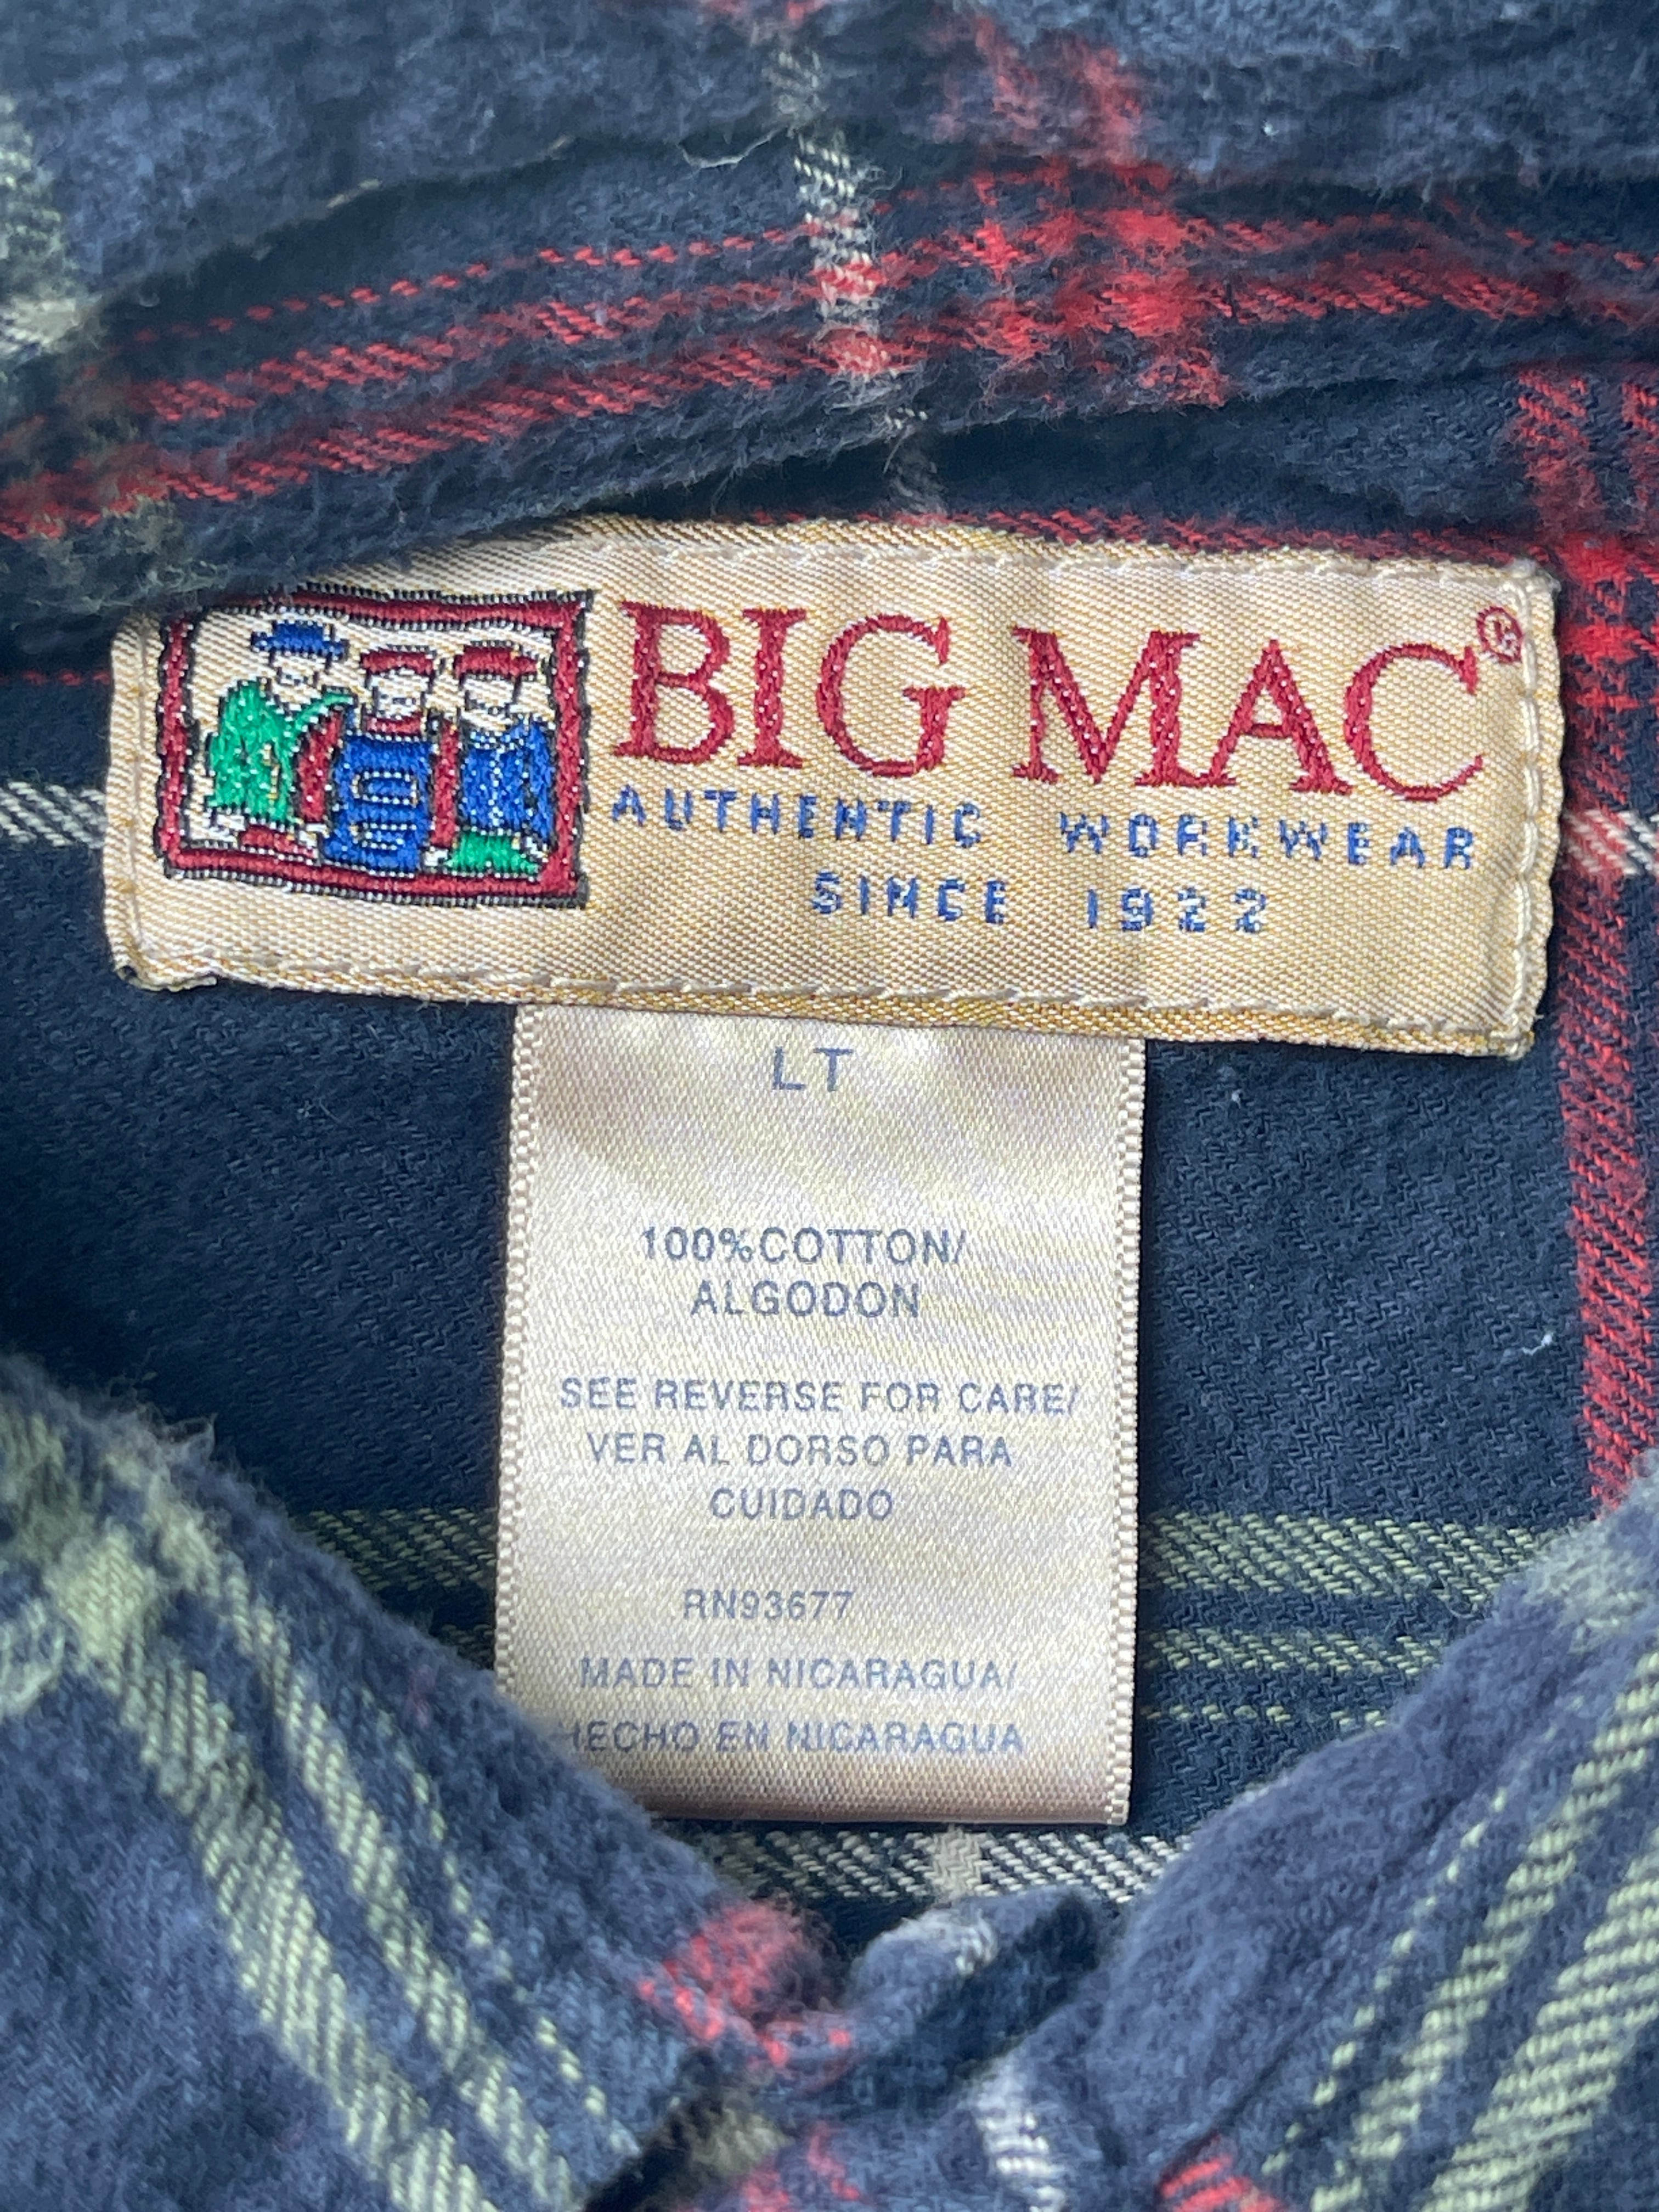 BIG MAC®
AUTHENTIC WORKWEAR
SINCE 1922
LT
100%COTTON/
ALGODON
SEE REVERSE FOR CARE/
VER AL DORSO PARA
CUIDADO
RN93677
MADE IN NICARAGUA/
HECHO EN NICARAGUA